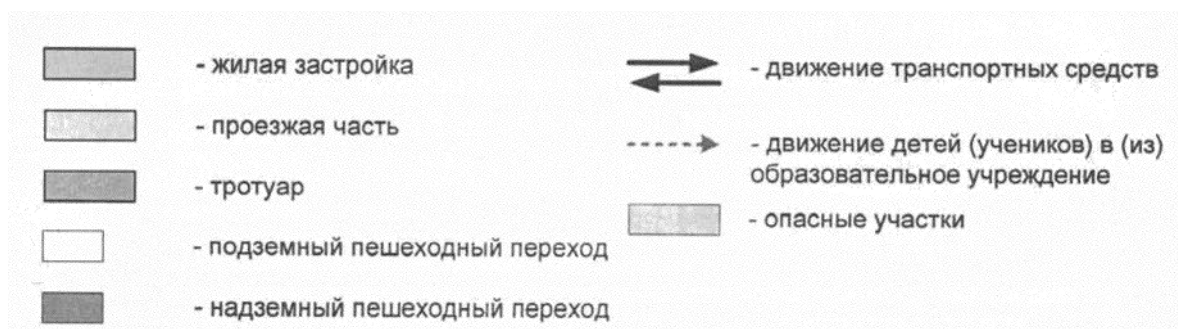 - жилая застройка
- проезжая часть
- тротуар
- подземный пешеходный переход
- надземный пешеходный переход
- движение транспортных средств
- движение детей (учеников) в (из)
образовательное учреждение
- опасные участки